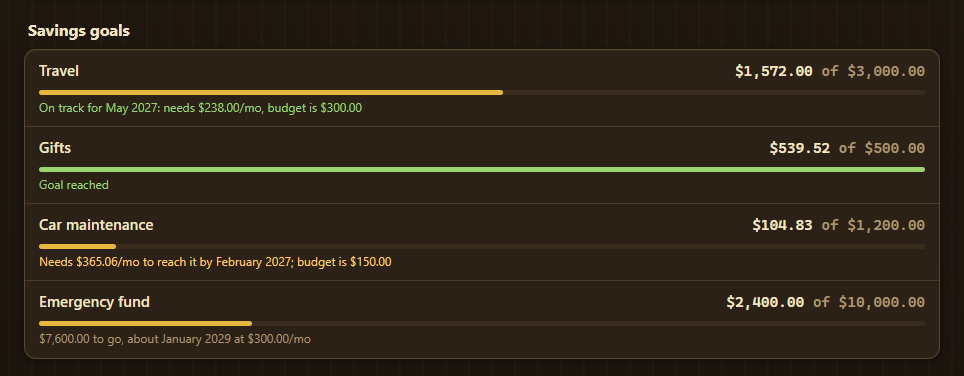 Savings goals
Travel $1,572.00 of $3,000.00
On track for May 2027: needs $238.00/mo, budget is $300.00
Gifts $539.52 of $500.00
Goal reached
Car maintenance $104.83 of $1,200.00
Needs $365.06/mo to reach it by February 2027; budget is $150.00
Emergency fund $2,400.00 of $10,000.00
$7,600.00 to go, about January 2029 at $300.00/mo